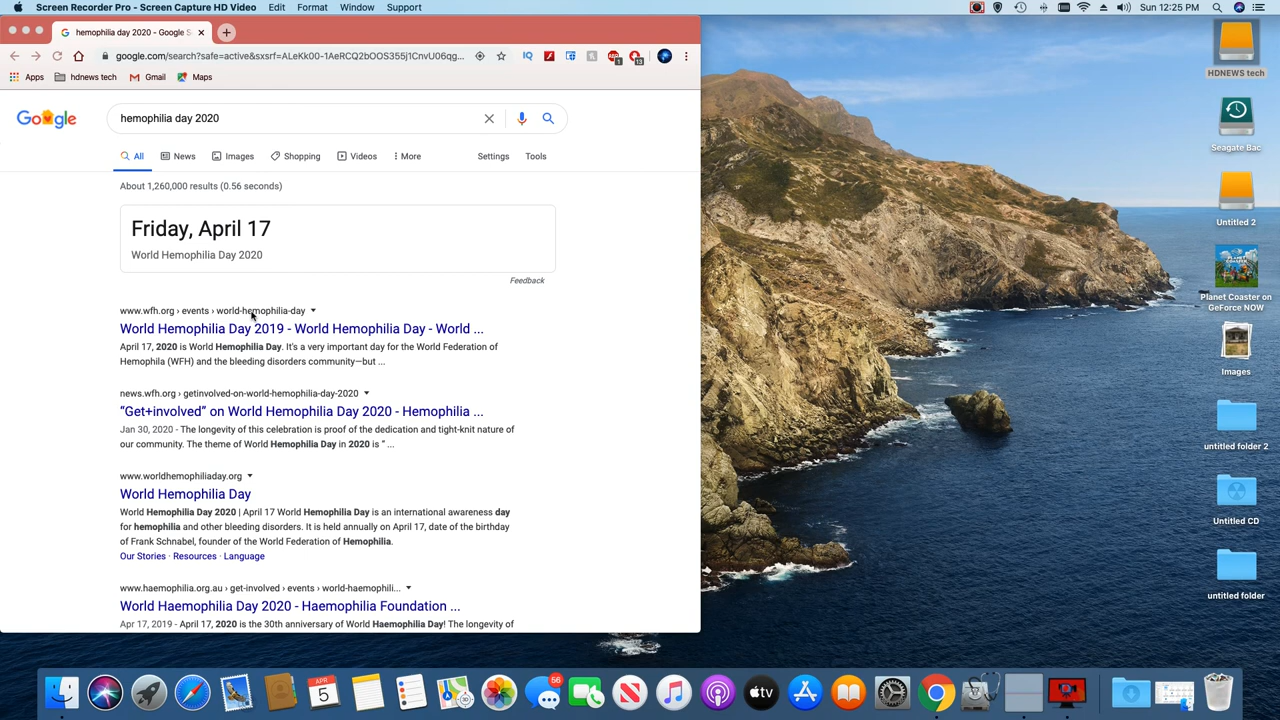 Screen Recorder Pro - Screen Capture HD Video Edit Format Window Support Sun 12:25 PM
hemophilia day 2020 - Google S
google.com/search?safe=active&sxsrf=ALeKk00-1AeRCQ2bOOS355j1CnvU06qg...
Apps hdnews tech Gmail Maps
Google
hemophilia day 2020
All News Images Shopping Videos More Settings Tools
About 1,260,000 results (0.56 seconds)
Friday, April 17
World Hemophilia Day 2020
Feedback
www.wfh.org › events › world-hemophilia-day
World Hemophilia Day 2019 - World Hemophilia Day - World ...
April 17, 2020 is World Hemophilia Day. It's a very important day for the World Federation of
Hemophila (WFH) and the bleeding disorders community—but ...
news.wfh.org › getinvolved-on-world-hemophilia-day-2020
“Get+involved” on World Hemophilia Day 2020 - Hemophilia ...
Jan 30, 2020 - The longevity of this celebration is proof of the dedication and tight-knit nature of
our community. The theme of World Hemophilia Day in 2020 is “ ...
www.worldhemophiliaday.org
World Hemophilia Day
World Hemophilia Day 2020 | April 17 World Hemophilia Day is an international awareness day
for hemophilia and other bleeding disorders. It is held annually on April 17, date of the birthday
of Frank Schnabel, founder of the World Federation of Hemophilia.
Our Stories · Resources · Language
www.haemophilia.org.au › get-involved › events › world-haemophili...
World Haemophilia Day 2020 - Haemophilia Foundation ...
Apr 17, 2019 - April 17, 2020 is the 30th anniversary of World Haemophilia Day! The longevity of
HDNEWS tech
Seagate Bac
Untitled 2
PLANET COASTER
Planet Coaster on
GeForce NOW
Images
untitled folder 2
Untitled CD
untitled folder
APR
5
56
tv